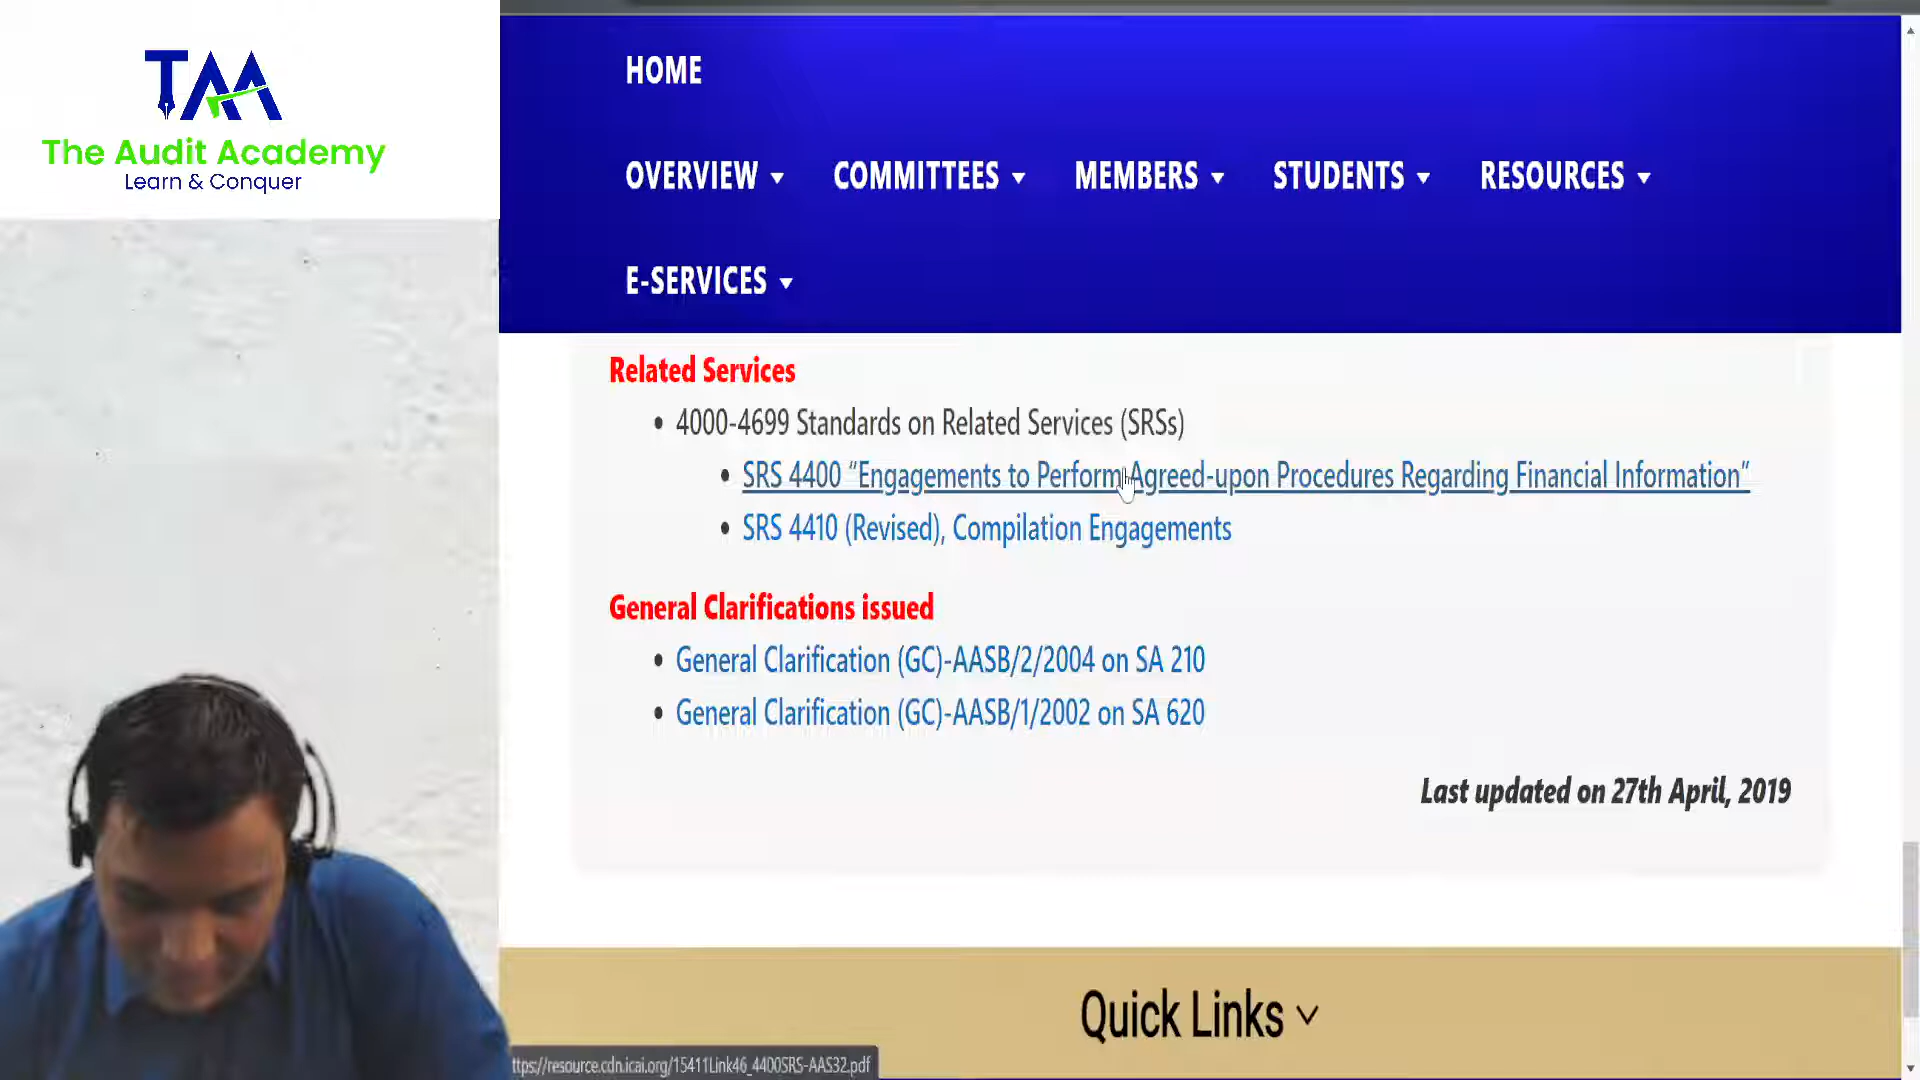 TAA
The Audit Academy
Learn & Conquer
HOME
OVERVIEW
COMMITTEES
MEMBERS
STUDENTS
RESOURCES
E-SERVICES
Related Services
4000-4699 Standards on Related Services (SRSs)
SRS 4400 “Engagements to Perform Agreed-upon Procedures Regarding Financial Information”
SRS 4410 (Revised), Compilation Engagements
General Clarifications issued
General Clarification (GC)-AASB/2/2004 on SA 210
General Clarification (GC)-AASB/1/2002 on SA 620
Last updated on 27th April, 2019
Quick Links
ttps://resource.cdn.icai.org/15411Link46_4400SRS-AAS32.pdf